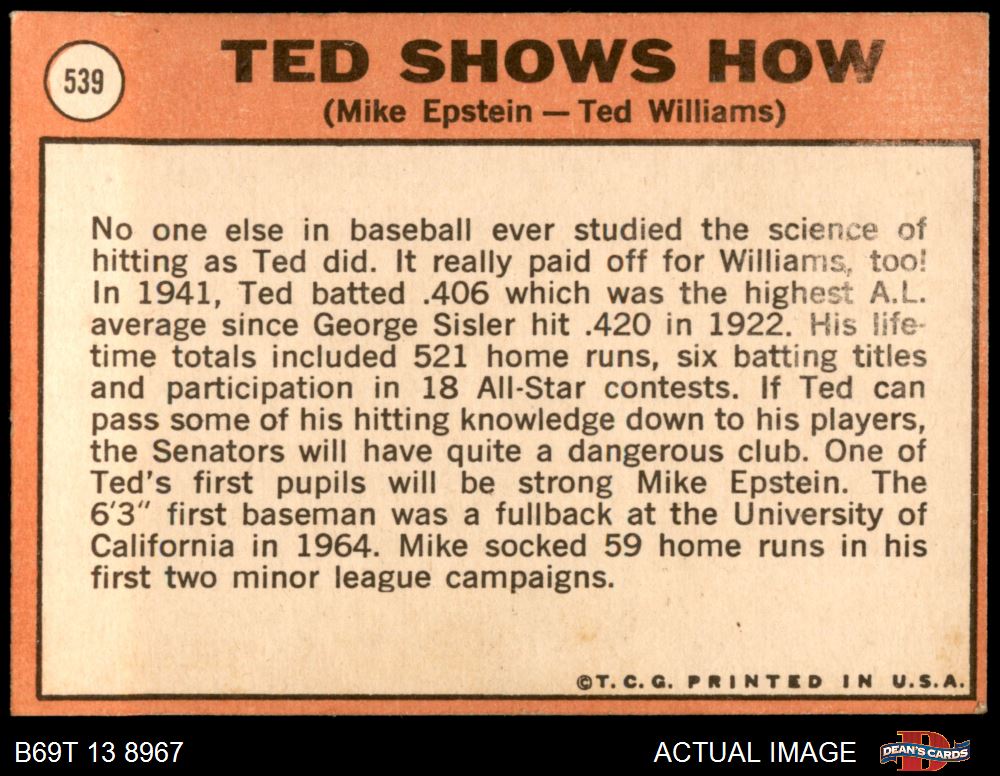 539
TED SHOWS HOW
(Mike Epstein — Ted Williams)
No one else in baseball ever studied the science of
hitting as Ted did. It really paid off for Williams, too!
In 1941, Ted batted .406 which was the highest A.L.
average since George Sisler hit .420 in 1922. His life-
time totals included 521 home runs, six batting titles
and participation in 18 All-Star contests. If Ted can
pass some of his hitting knowledge down to his players,
the Senators will have quite a dangerous club. One of
Ted's first pupils will be strong Mike Epstein. The
6'3" first baseman was a fullback at the University of
California in 1964. Mike socked 59 home runs in his
first two minor league campaigns.
©T.C.G. PRINTED IN U.S.A.
B69T 13 8967
ACTUAL IMAGE
DEAN'S CARDS